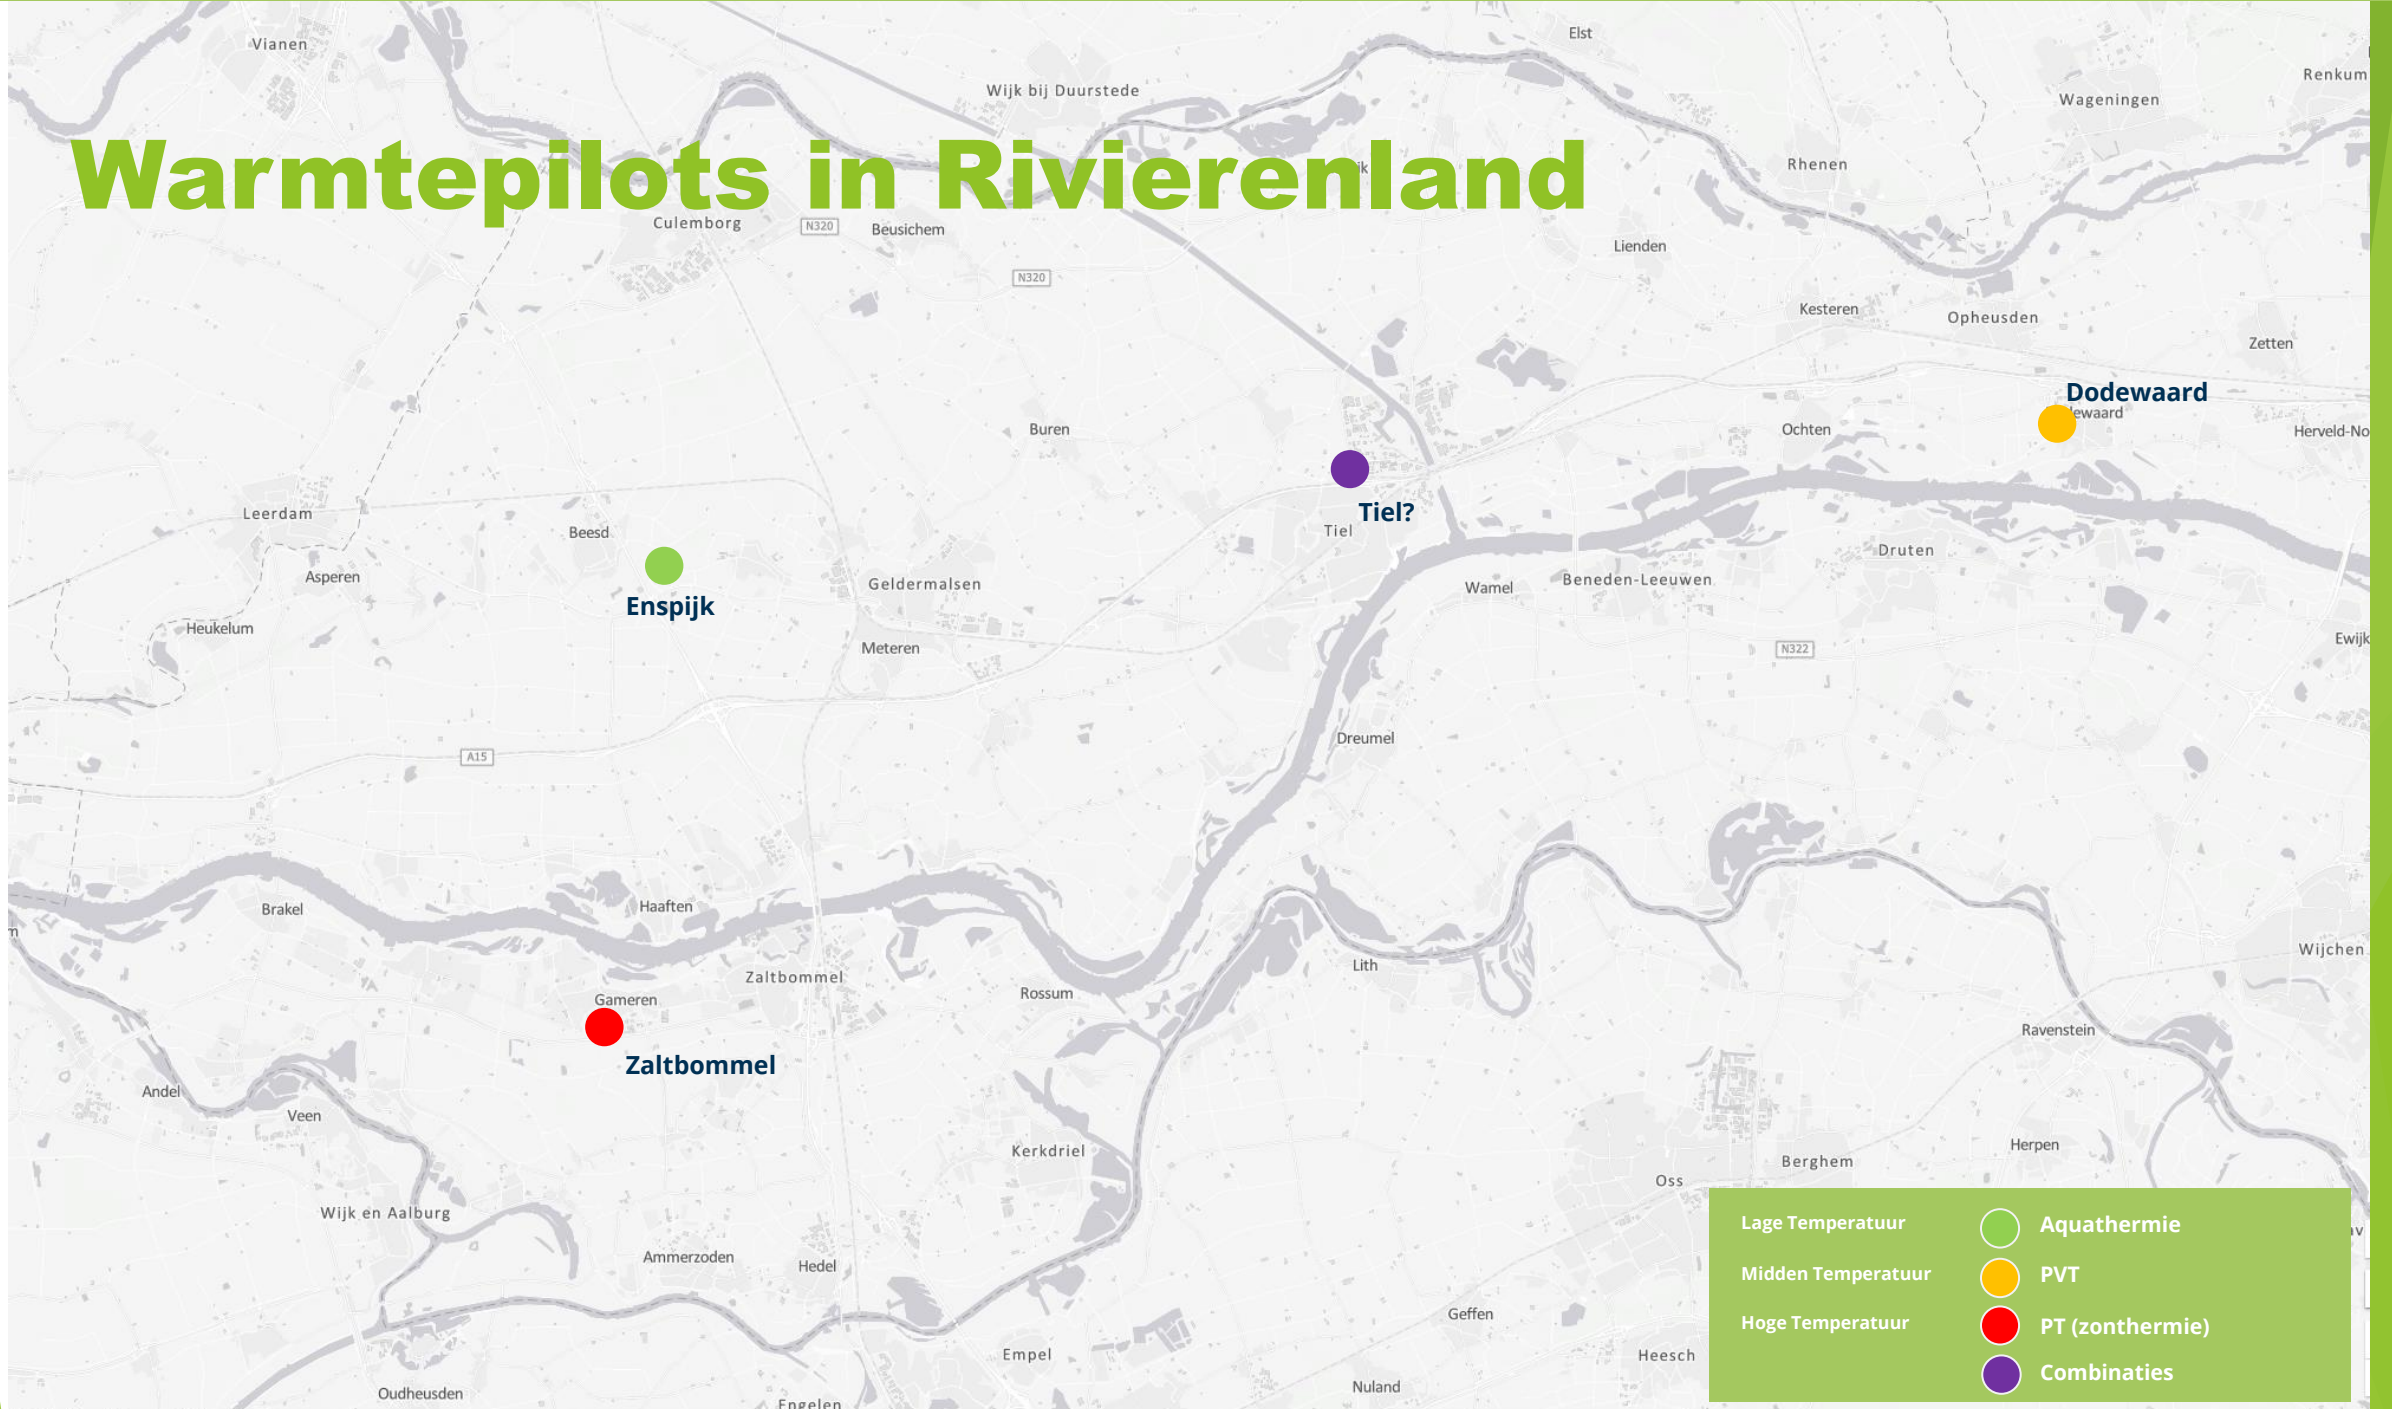 Vianen
Elst
Renkum
Wijk bij Duurstede
Wageningen
Warmtepilots in Rivierenland
Rhenen
Culemborg
N320
Beusichem
Lienden
N320
Kesteren
Opheusden
Zetten
Dodewaard
Buren
Ochten
Herveld-No
Leerdam
Beesd
Tiel?
Tiel
Druten
Asperen
Geldermalsen
Wamel
Beneden-Leeuwen
Enspijk
Heukelum
Meteren
N322
Ewijk
Dreumel
A15
Brakel
Haaften
Wijchen
Zaltbommel
Lith
Rossum
Gameren
Ravenstein
Zaltbommel
Andel
Veen
Kerkdriel
Herpen
Berghem
Oss
Wijk en Aalburg
Ammerzoden
Hedel
Geffen
Empel
Heesch
Nuland
Oudheusden
Engelen
Lage Temperatuur
Aquathermie
Midden Temperatuur
PVT
Hoge Temperatuur
PT (zonthermie)
Combinaties